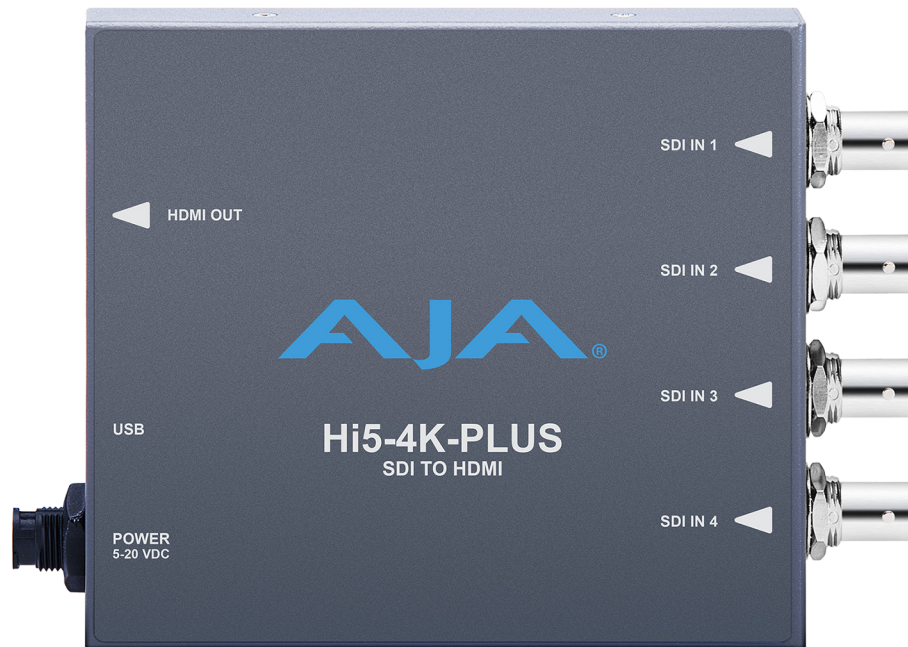 SDI IN 1
HDMI OUT
SDI IN 2
AJA®
SDI IN 3
USB
Hi5-4K-PLUS
SDI TO HDMI
SDI IN 4
POWER
5-20 VDC